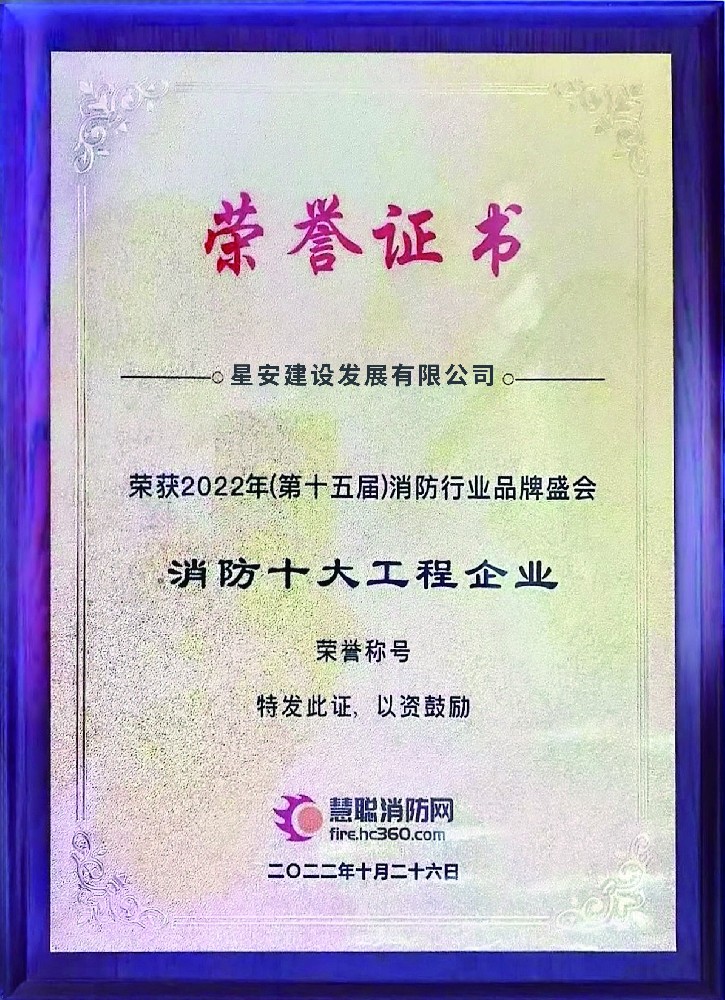 荣誉证书
星安建设发展有限公司
荣获2022年(第十五届)消防行业品牌盛会
消防十大工程企业
荣誉称号
特发此证，以资鼓励
慧聪消防网
fire.hc360.com
二〇二二年十月二十六日